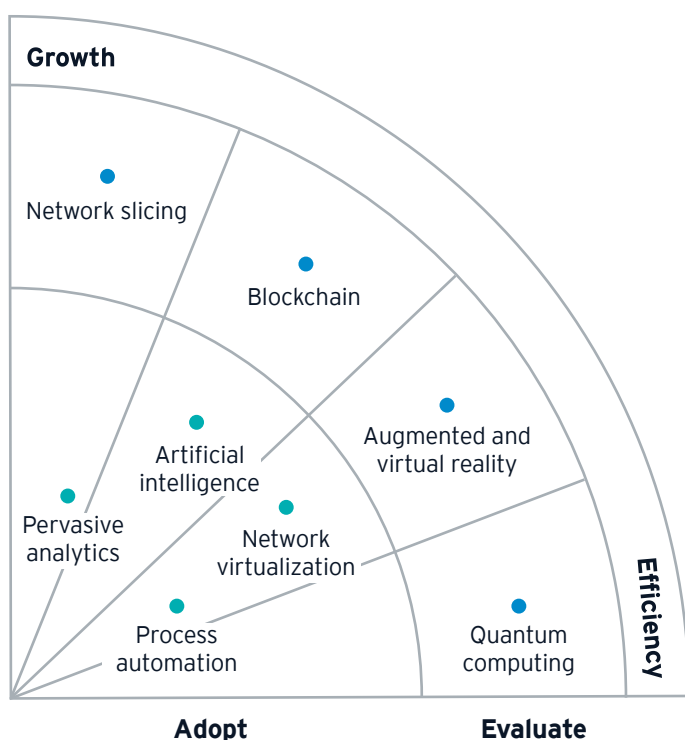 Growth
Network slicing
Blockchain
Augmented and
virtual reality
Artificial
intelligence
Pervasive
analytics
Network
virtualization
Process
automation
Quantum
computing
Efficiency
Adopt
Evaluate